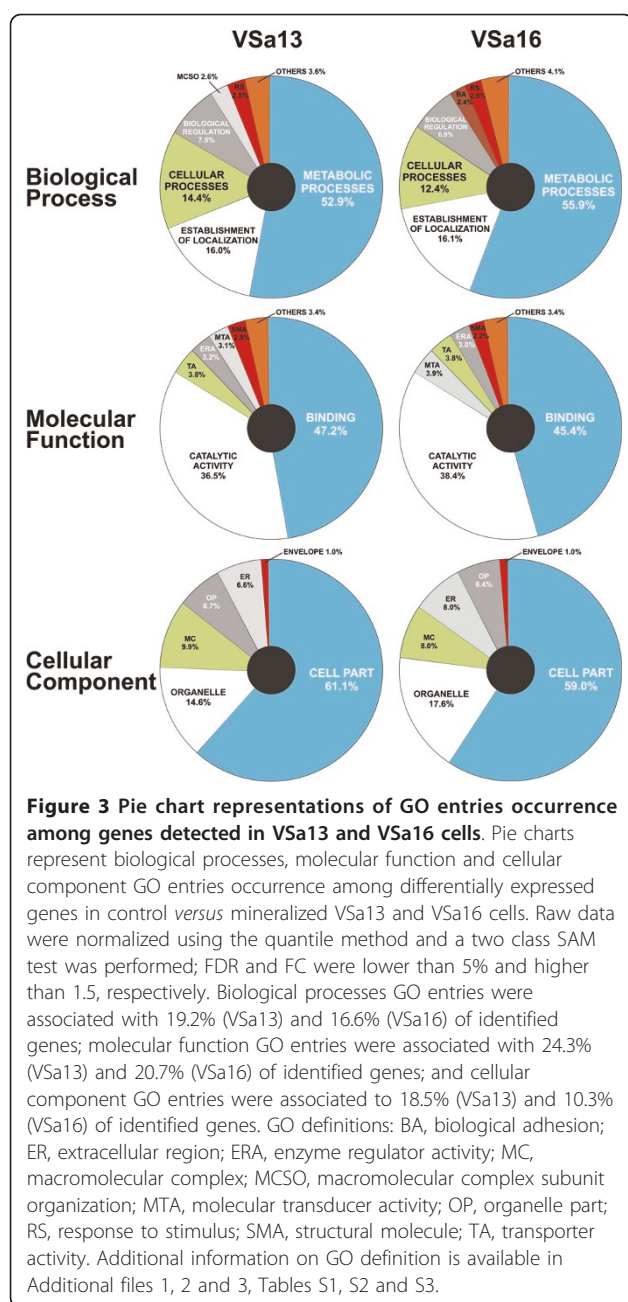 VSa13
VSa16
Biological
Process
MCSO 2.6%
RS
OTHERS 3.6%
BIOLOGICAL
REGULATION
7.8%
CELLULAR
PROCESSES
14.4%
METABOLIC
PROCESSES
52.9%
ESTABLISHMENT
OF LOCALIZATION
16.0%
BA
2.4%
RS
OTHERS 4.1%
BIOLOGICAL
REGULATION
6.9%
CELLULAR
PROCESSES
12.4%
METABOLIC
PROCESSES
55.9%
ESTABLISHMENT
OF LOCALIZATION
16.1%
Molecular
Function
TA
3.8%
ERA
3.2%
MTA
3.1%
SMA
OTHERS 3.4%
BINDING
47.2%
CATALYTIC
ACTIVITY
36.5%
MTA
3.9%
TA
3.8%
ERA
3.0%
SMA
2.2%
OTHERS 3.4%
BINDING
45.4%
CATALYTIC
ACTIVITY
38.4%
Cellular
Component
ENVELOPE 1.0%
ER
6.6%
OP
6.7%
MC
9.9%
CELL PART
61.1%
ORGANELLE
14.6%
ENVELOPE 1.0%
OP
6.4%
ER
8.0%
MC
8.0%
CELL PART
59.0%
ORGANELLE
17.6%
Figure 3 Pie chart representations of GO entries occurrence
among genes detected in VSa13 and VSa16 cells. Pie charts
represent biological processes, molecular function and cellular
component GO entries occurrence among differentially expressed
genes in control versus mineralized VSa13 and VSa16 cells. Raw data
were normalized using the quantile method and a two class SAM
test was performed; FDR and FC were lower than 5% and higher
than 1.5, respectively. Biological processes GO entries were
associated with 19.2% (VSa13) and 16.6% (VSa16) of identified
genes; molecular function GO entries were associated with 24.3%
(VSa13) and 20.7% (VSa16) of identified genes; and cellular
component GO entries were associated to 18.5% (VSa13) and 10.3%
(VSa16) of identified genes. GO definitions: BA, biological adhesion;
ER, extracellular region; ERA, enzyme regulator activity; MC,
macromolecular complex; MCSO, macromolecular complex subunit
organization; MTA, molecular transducer activity; OP, organelle part;
RS, response to stimulus; SMA, structural molecule; TA, transporter
activity. Additional information on GO definition is available in
Additional files 1, 2 and 3, Tables S1, S2 and S3.